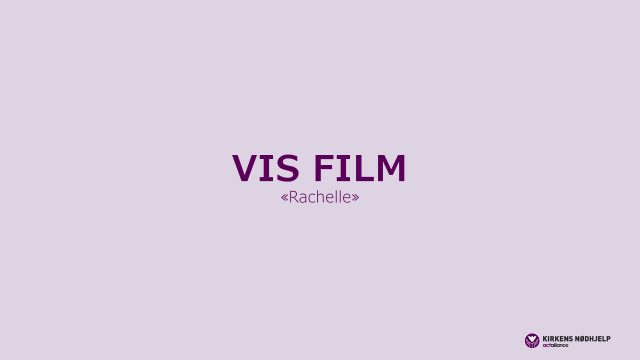 VIS FILM
«Rachelle»
KIRKENS NØDHJELP
actalliance